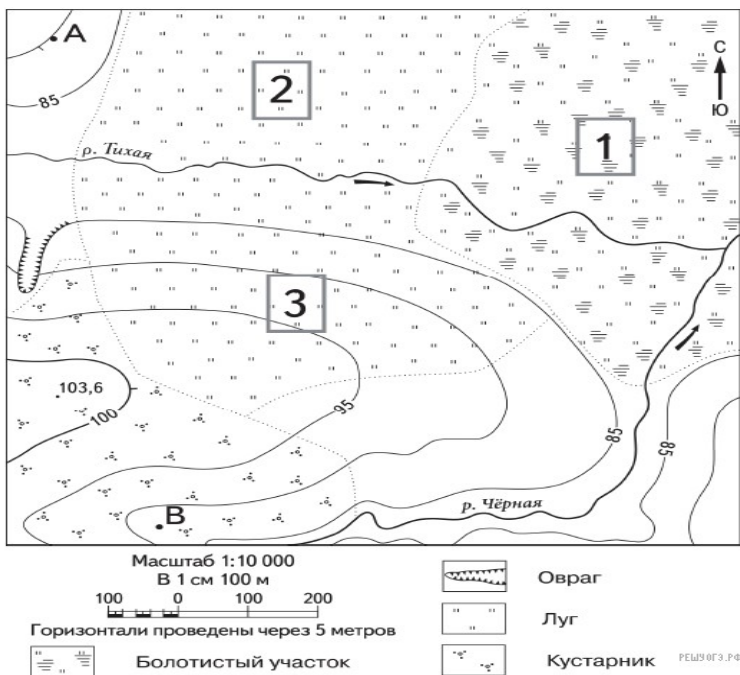 А
С
Ю
85
2
1
р. Тихая
3
103,6
100
95
85
85
В
р. Чёрная
Масштаб 1:10 000
В 1 см 100 м
100 0 100 200
Горизонтали проведены через 5 метров
Болотистый участок
Овраг
Луг
Кустарник
РЕШУОГЭ.РФ